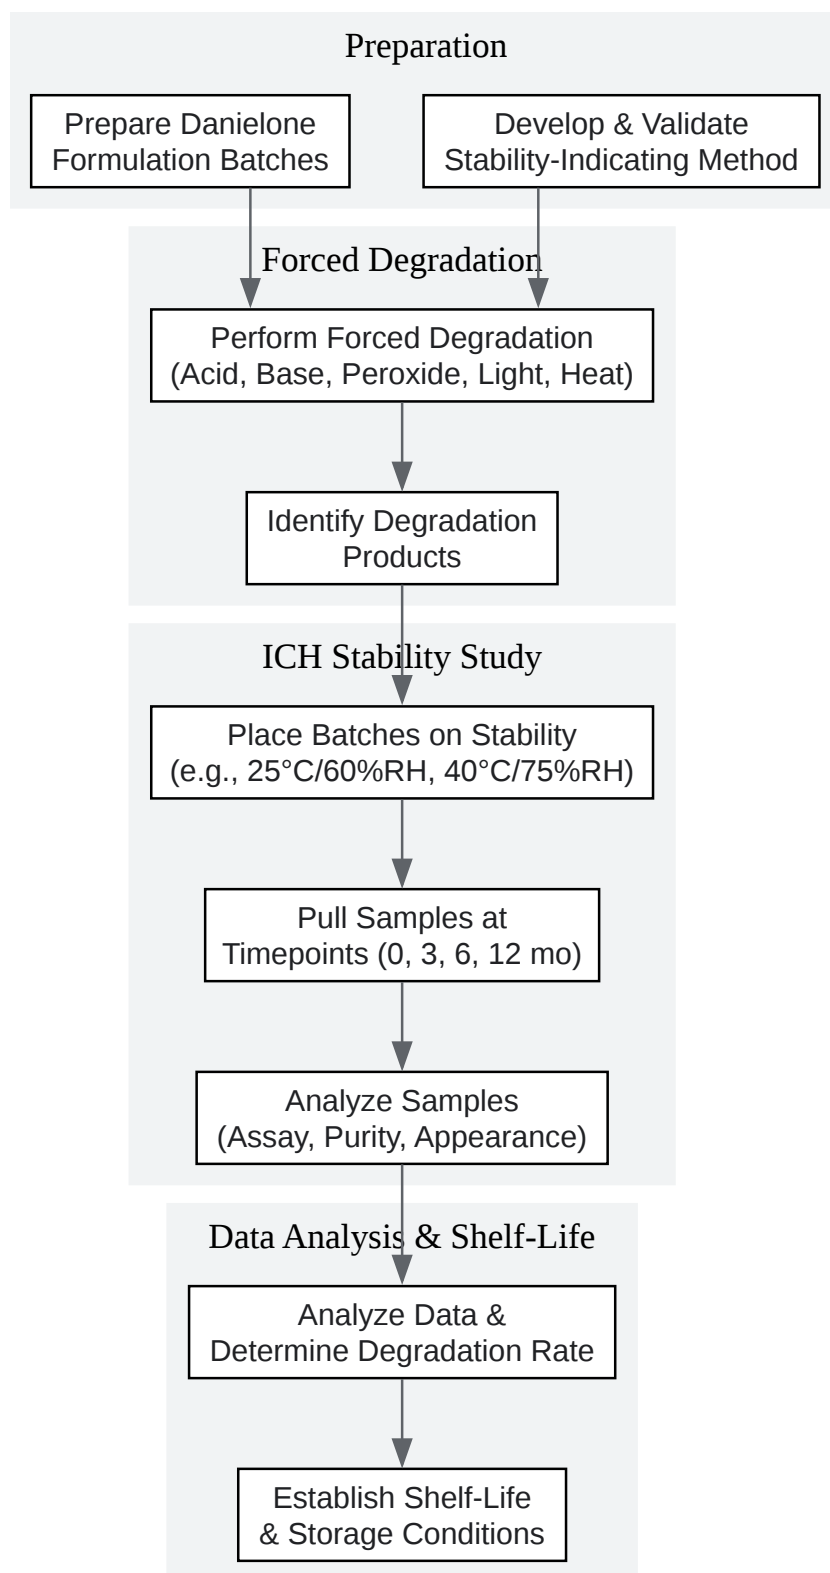 Preparation
Prepare Danielone
Formulation Batches
Develop & Validate
Stability-Indicating Method
Forced Degradation
Perform Forced Degradation
(Acid, Base, Peroxide, Light, Heat)
Identify Degradation
Products
ICH Stability Study
Place Batches on Stability
(e.g., 25°C/60%RH, 40°C/75%RH)
Pull Samples at
Timepoints (0, 3, 6, 12 mo)
Analyze Samples
(Assay, Purity, Appearance)
Data Analysis & Shelf-Life
Analyze Data &
Determine Degradation Rate
Establish Shelf-Life
& Storage Conditions